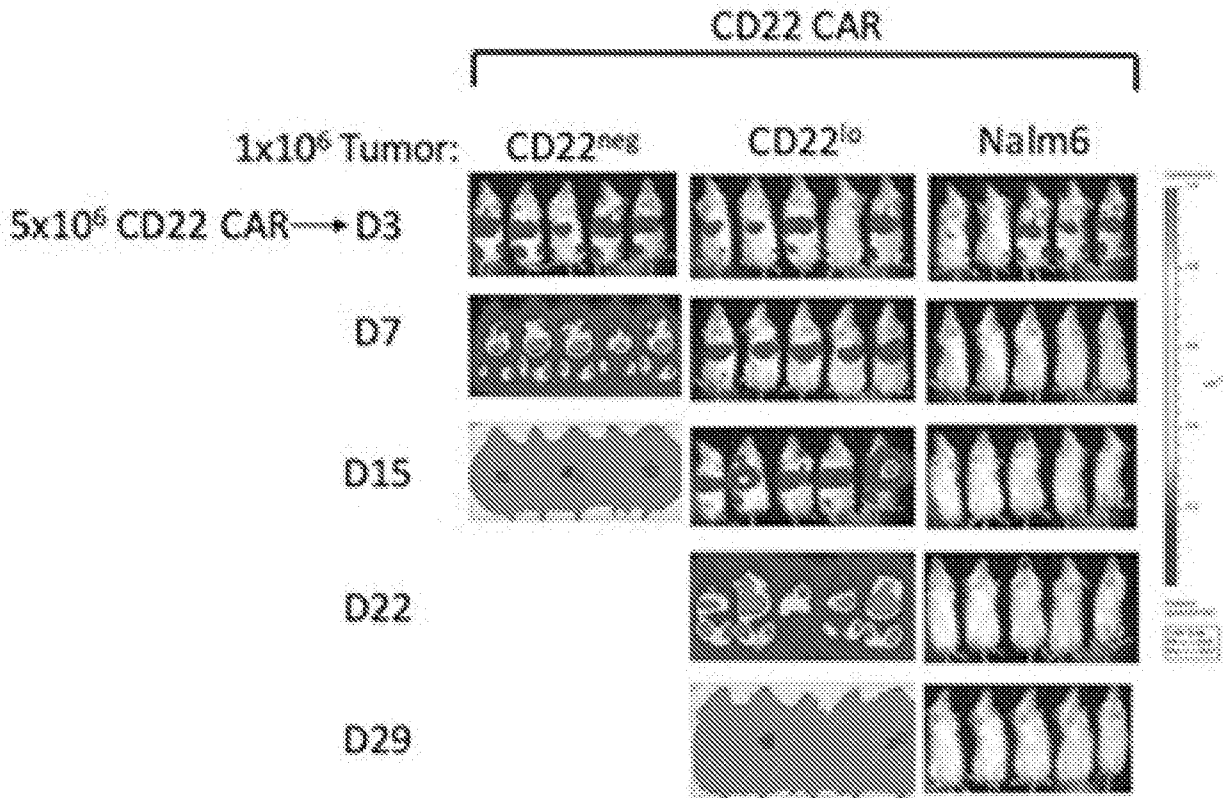 CD22 CAR
1x10⁶ Tumor: CD22ⁿᵉᵍ CD22ˡᵒ Nalm6
5x10⁶ CD22 CAR → D3
D7
D15
D22
D29